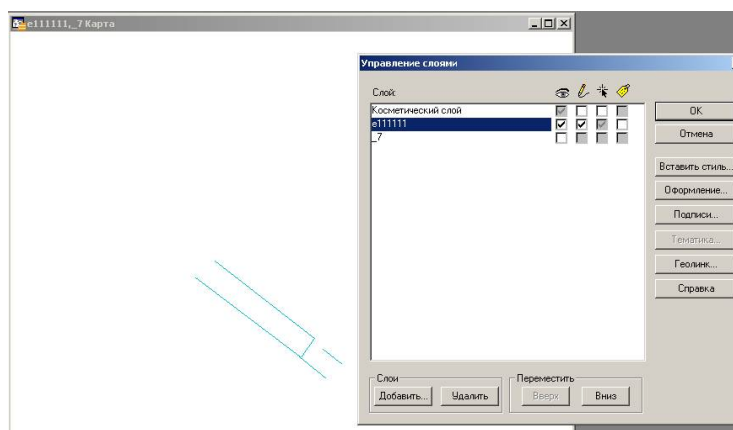 e111111,_7 Карта
Управление слоями
Слой:
Косметический слой
e111111
_7
OK
Отмена
Вставить стиль...
Оформление...
Подписи...
Тематика...
Геолинк...
Справка
Слои
Добавить...
Удалить
Переместить
Вверх
Вниз